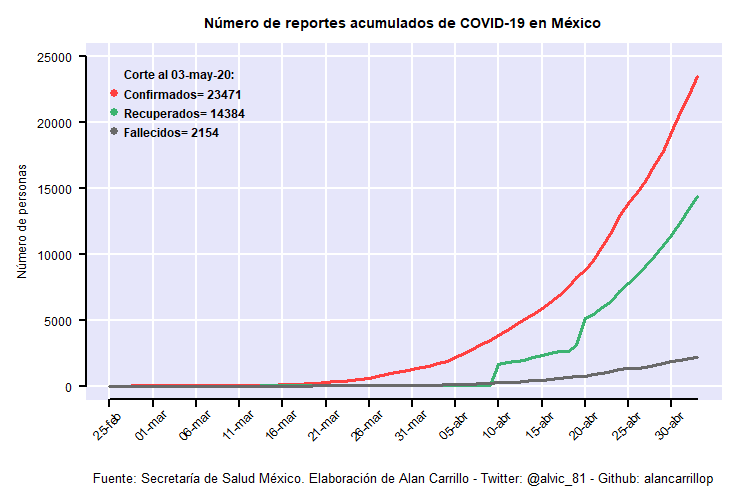 Número de reportes acumulados de COVID-19 en México
Corte al 03-may-20:
Confirmados= 23471
Recuperados= 14384
Fallecidos= 2154
Número de personas
25000
20000
15000
10000
5000
0
25-feb
01-mar
06-mar
11-mar
16-mar
21-mar
26-mar
31-mar
05-abr
10-abr
15-abr
20-abr
25-abr
30-abr
Fuente: Secretaría de Salud México. Elaboración de Alan Carrillo - Twitter: @alvic_81 - Github: alancarrillop